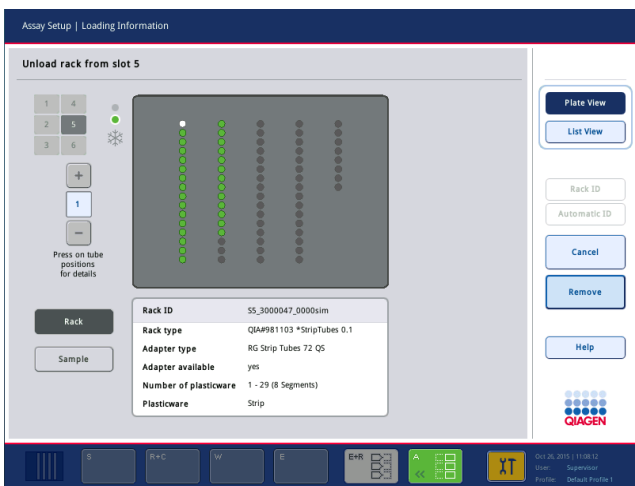 Assay Setup | Loading Information
Unload rack from slot 5
1 4
2 5
3 6
+
1
−
Press on tube
positions
for details
Rack
Sample
Rack ID S5_3000047_0000sim
Rack type QIA#981103 *StripTubes 0.1
Adapter type RG Strip Tubes 72 QS
Adapter available yes
Number of plasticware 1 - 29 (8 Segments)
Plasticware Strip
Plate View
List View
Rack ID
Automatic ID
Cancel
Remove
Help
QIAGEN
S R+C W E E+R A
Oct 26, 2015 | 11:08:12
User: Supervisor
Profile: Default Profile 1